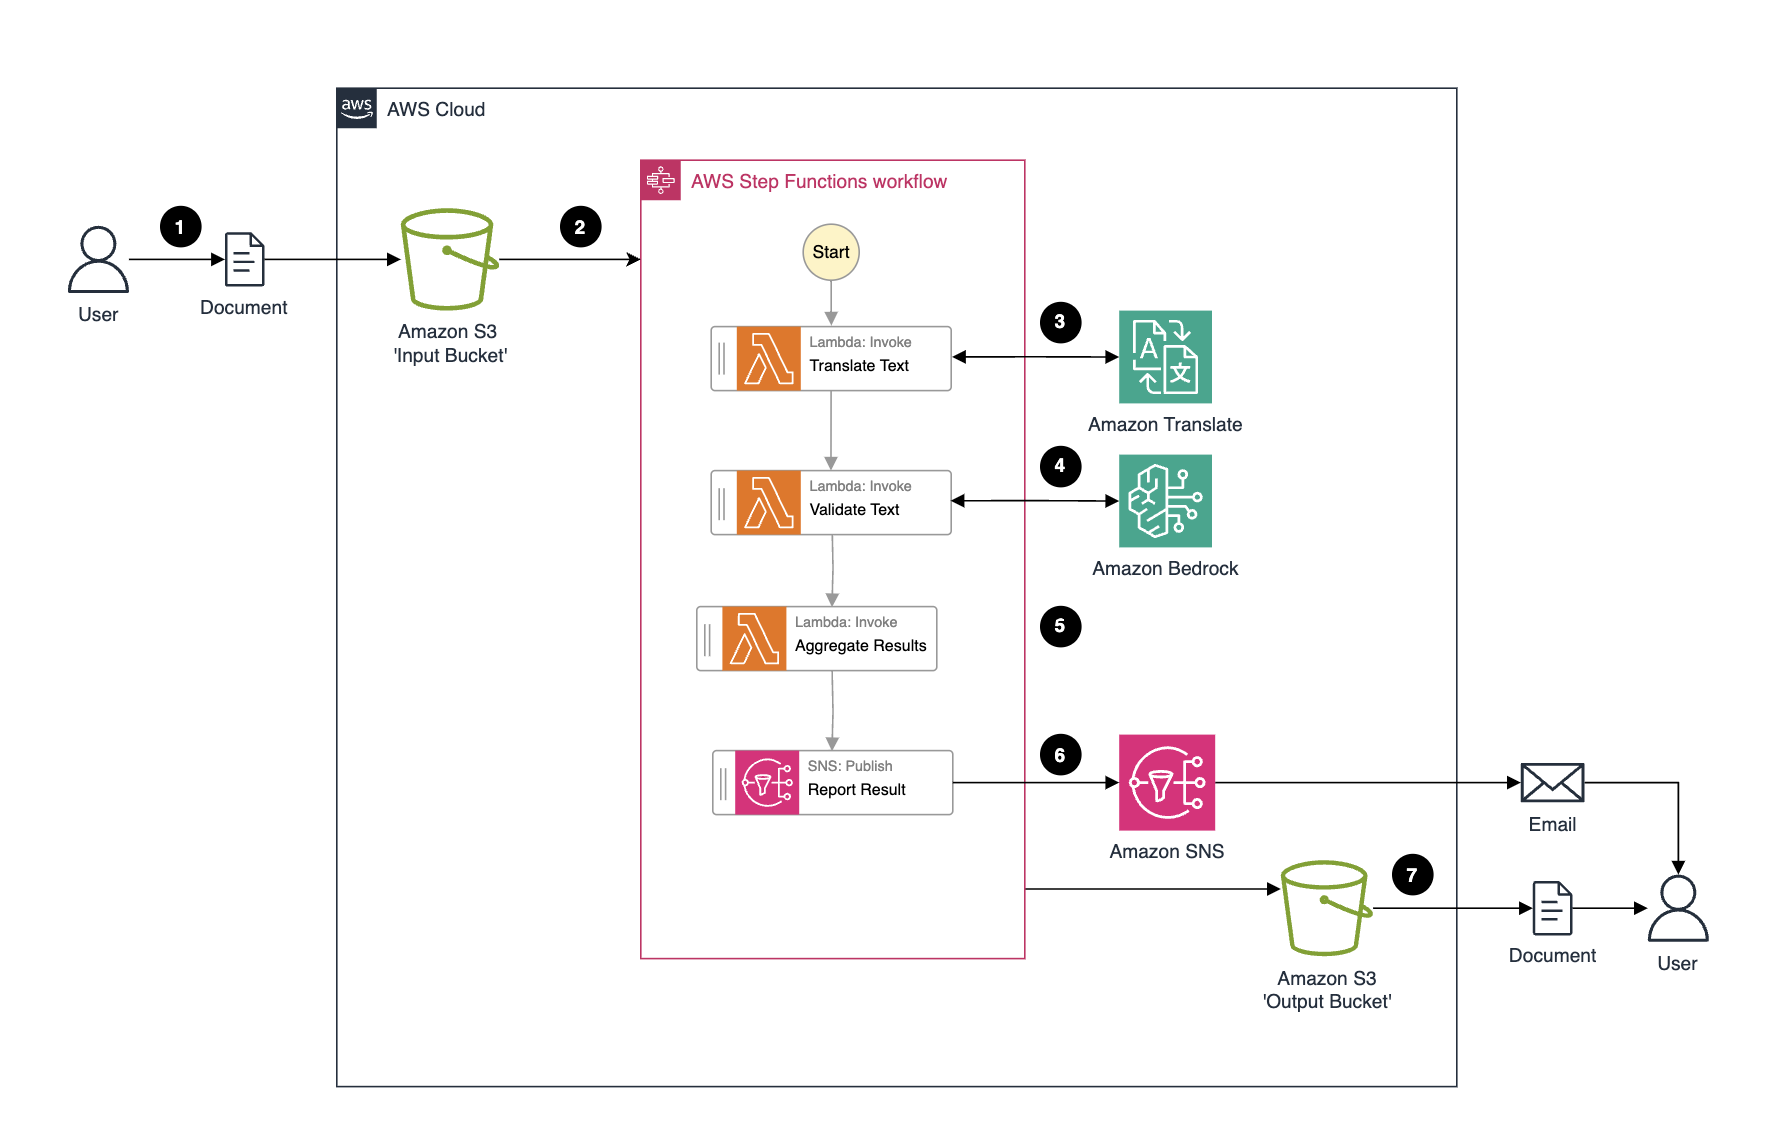 aws
AWS Cloud
AWS Step Functions workflow
1
2
User
Document
Amazon S3
'Input Bucket'
Start
Lambda: Invoke
Translate Text
3
A
文
Amazon Translate
Lambda: Invoke
Validate Text
4
Amazon Bedrock
Lambda: Invoke
Aggregate Results
5
SNS: Publish
Report Result
6
Amazon SNS
Email
7
Amazon S3
'Output Bucket'
Document
User